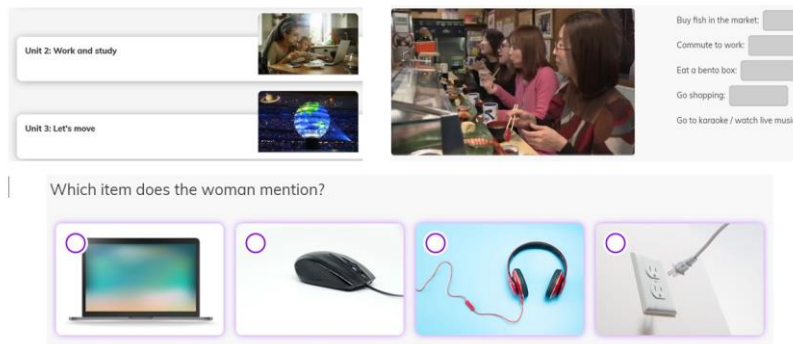 Unit 2: Work and study
Unit 3: Let's move
Buy fish in the market:
Commute to work:
Eat a bento box:
Go shopping:
Go to karaoke / watch live musi
Which item does the woman mention?